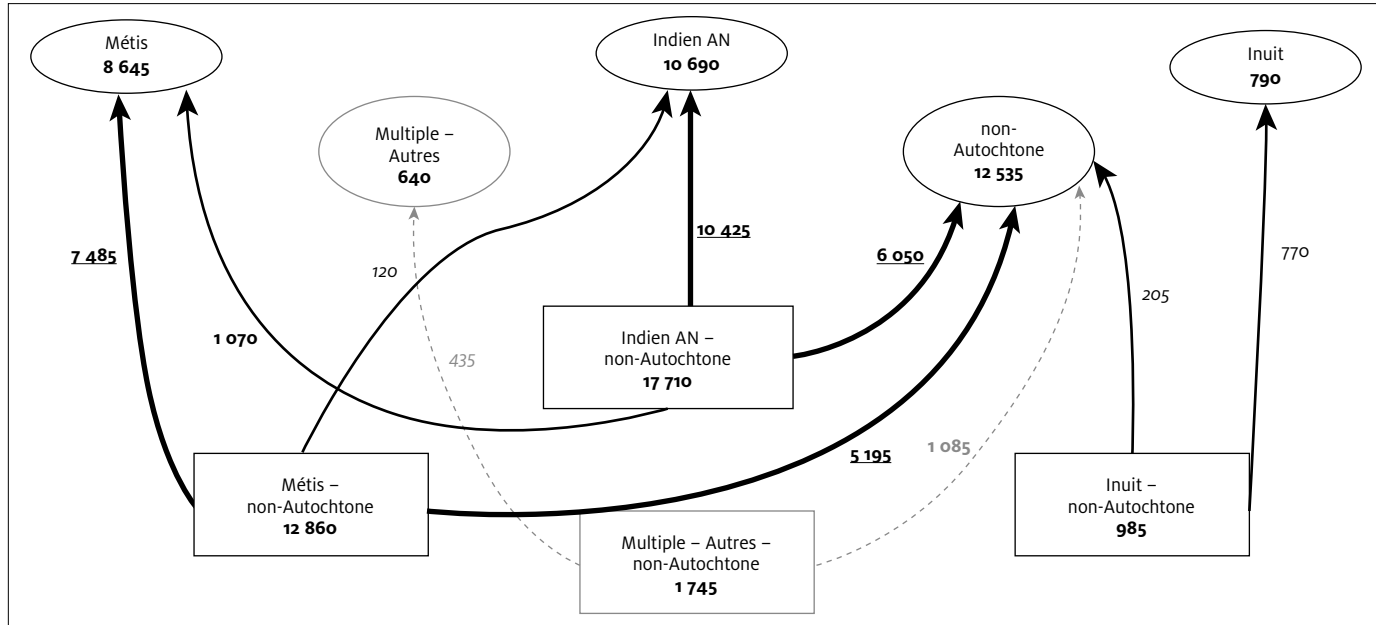 Métis
8 645
Indien AN
10 690
Inuit
790
Multiple –
Autres
640
non-
Autochtone
12 535
7 485
120
10 425
6 050
770
205
1 070
435
Indien AN –
non-Autochtone
17 710
5 195
1 085
Métis –
non-Autochtone
12 860
Inuit –
non-Autochtone
985
Multiple – Autres –
non-Autochtone
1 745